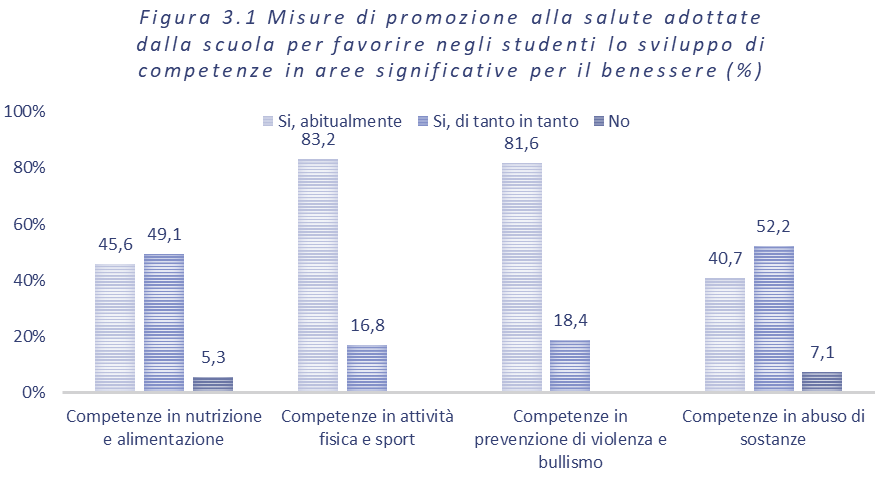 Figura 3.1 Misure di promozione alla salute adottate
dalla scuola per favorire negli studenti lo sviluppo di
competenze in aree significative per il benessere (%)
100%
80%
60%
40%
20%
0%
Si, abitualmente
Si, di tanto in tanto
No
45,6
49,1
5,3
83,2
16,8
81,6
18,4
40,7
52,2
7,1
Competenze in nutrizione
e alimentazione
Competenze in attività
fisica e sport
Competenze in
prevenzione di violenza e
bullismo
Competenze in abuso di
sostanze